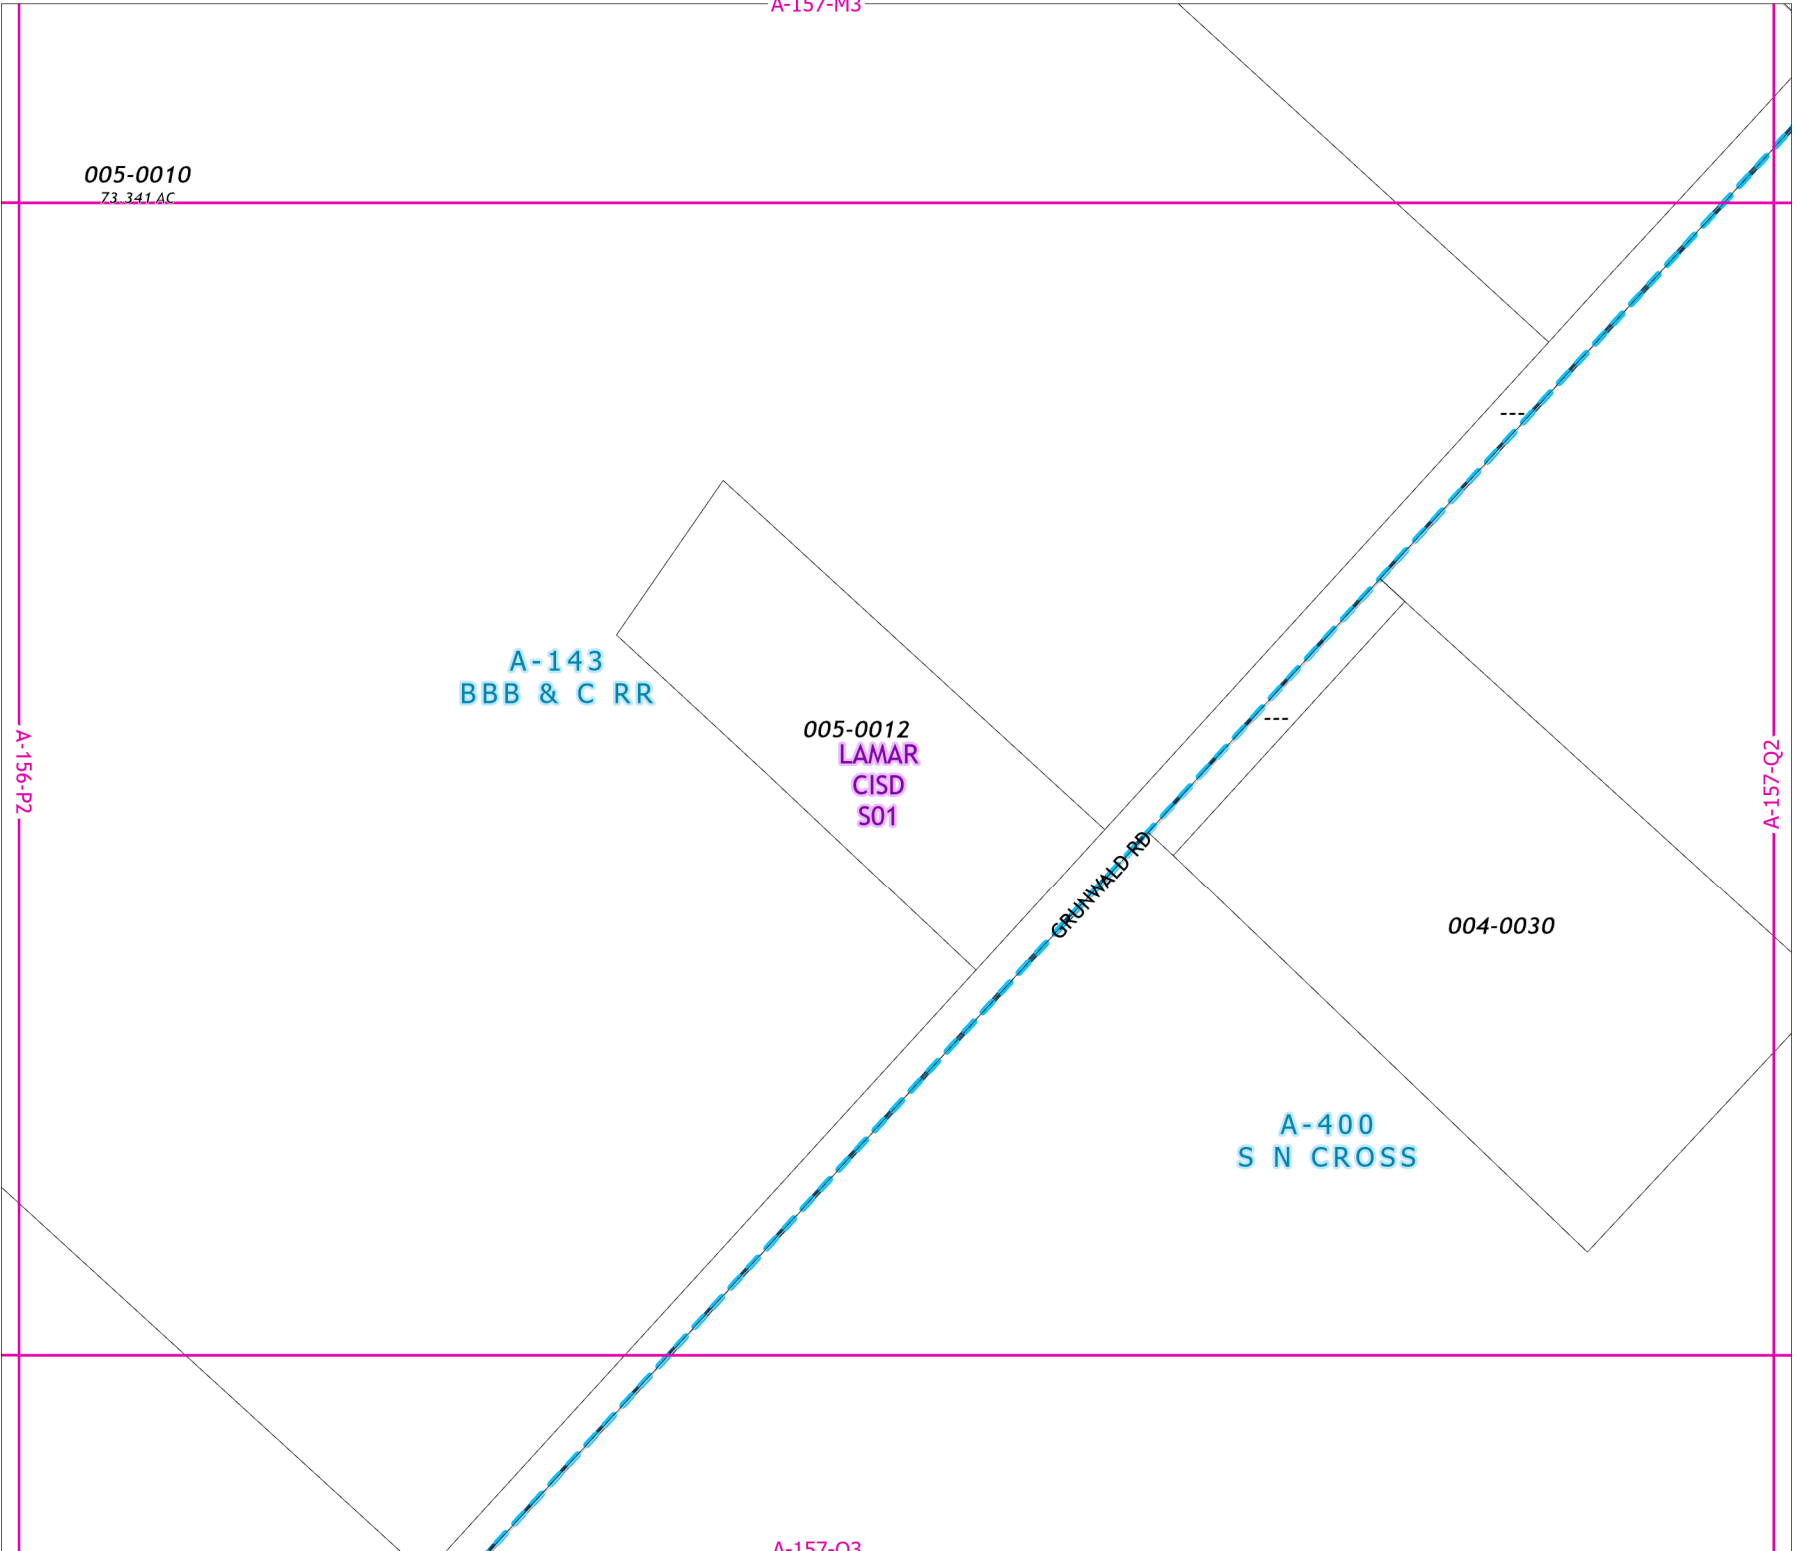 A-157-M3
005-0010
73.341 AC
---
A-143
BBB & C RR
---
005-0012
LAMAR
CISD
S01
A-156-P2
A-157-Q2
GRUNWALD RD
004-0030
A-400
S N CROSS
A-157-Q3